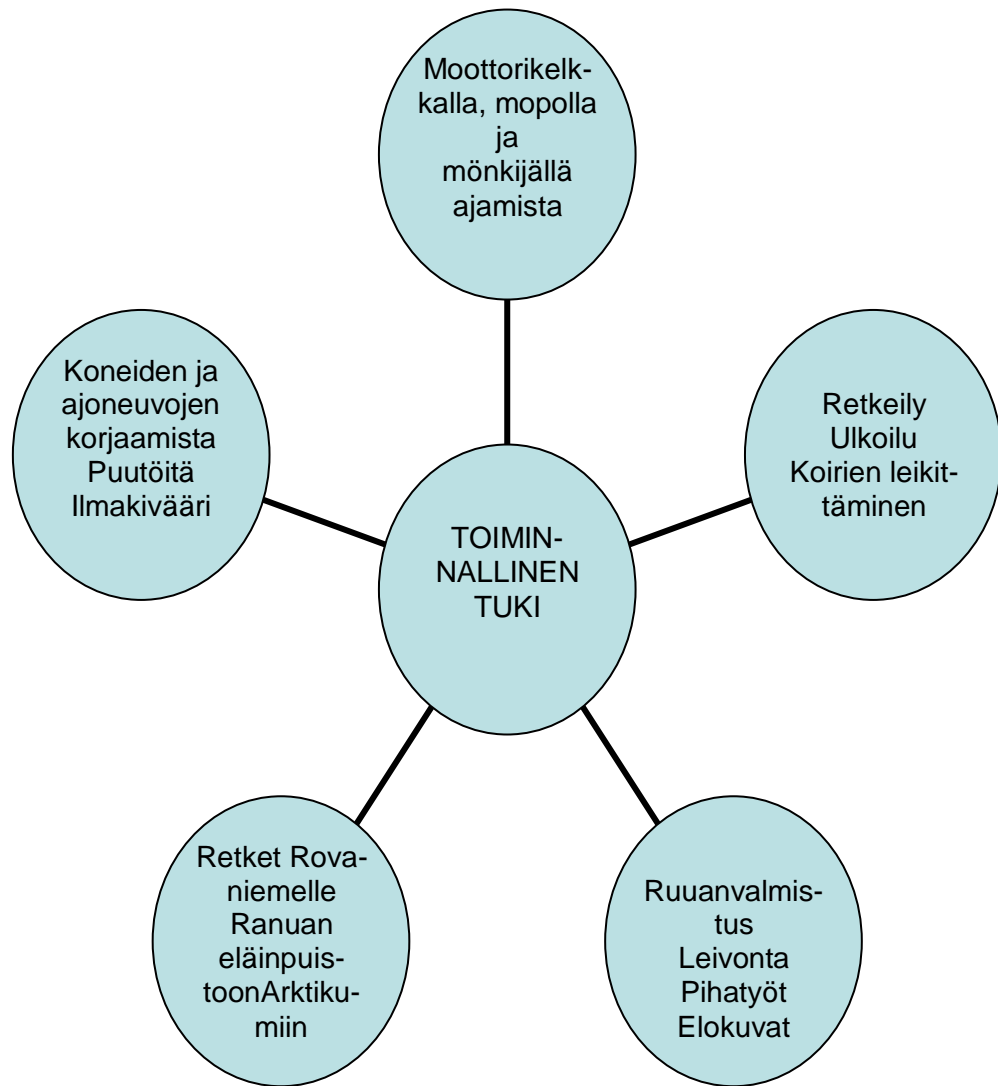 Moottorikelk-
kalla, mopolla
ja
mönkijällä
ajamista
Koneiden ja
ajoneuvojen
korjaamista
Puutöitä
Ilmakivääri
Retkeily
Ulkoilu
Koirien leikit-
täminen
TOIMIN-
NALLINEN
TUKI
Retket Rova-
niemelle
Ranuan
eläinpuis-
toonArktiku-
miin
Ruuanvalmis-
tus
Leivonta
Pihatyöt
Elokuvat